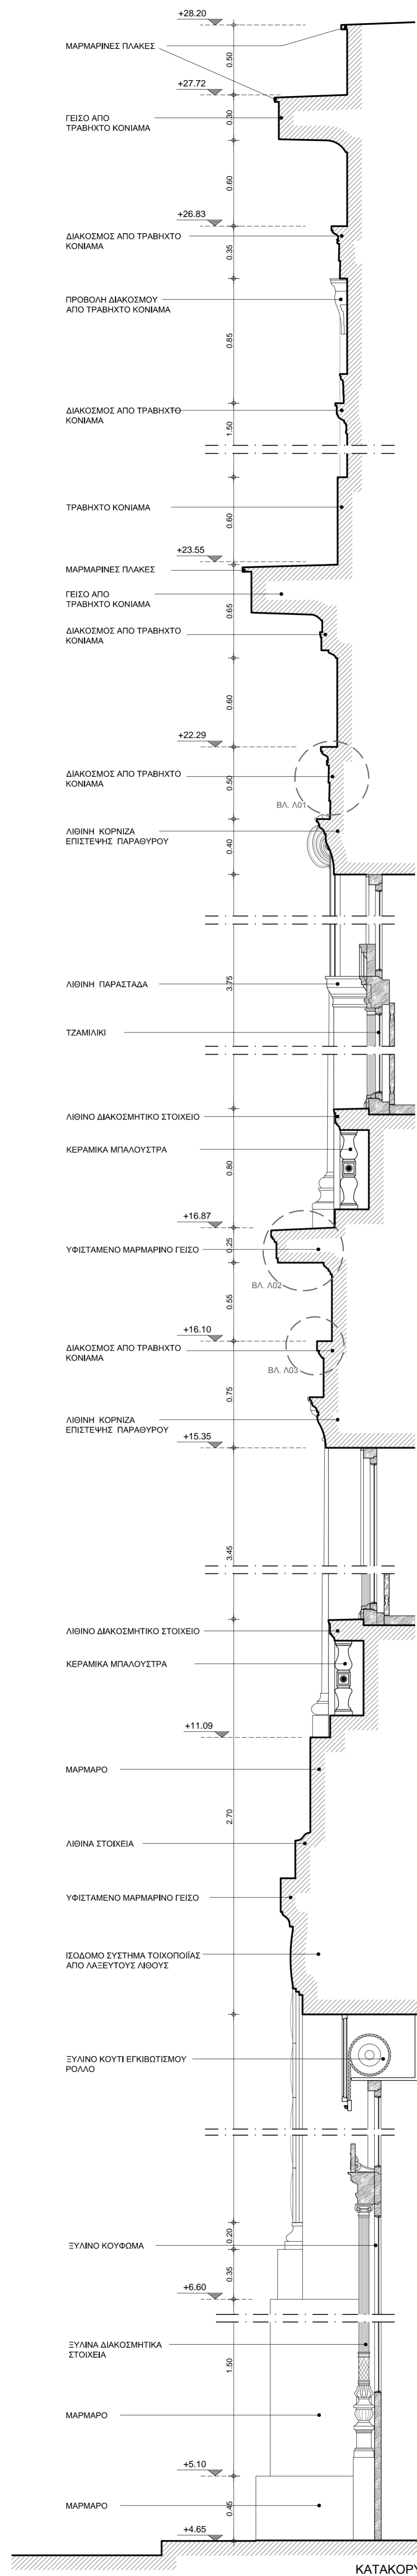 +28.20
ΜΑΡΜΑΡΙΝΕΣ ΠΛΑΚΕΣ
0.50
+27.72
0.30
ΓΕΙΣΟ ΑΠΟ
ΤΡΑΒΗΧΤΟ ΚΟΝΙΑΜΑ
0.60
+26.83
ΔΙΑΚΟΣΜΟΣ ΑΠΟ ΤΡΑΒΗΧΤΟ
ΚΟΝΙΑΜΑ
0.35
ΠΡΟΒΟΛΗ ΔΙΑΚΟΣΜΟΥ
ΑΠΟ ΤΡΑΒΗΧΤΟ ΚΟΝΙΑΜΑ
0.85
ΔΙΑΚΟΣΜΟΣ ΑΠΟ ΤΡΑΒΗΧΤΟ
ΚΟΝΙΑΜΑ
1.50
ΤΡΑΒΗΧΤΟ ΚΟΝΙΑΜΑ
0.60
+23.55
ΜΑΡΜΑΡΙΝΕΣ ΠΛΑΚΕΣ
ΓΕΙΣΟ ΑΠΟ
ΤΡΑΒΗΧΤΟ ΚΟΝΙΑΜΑ
0.65
ΔΙΑΚΟΣΜΟΣ ΑΠΟ ΤΡΑΒΗΧΤΟ
ΚΟΝΙΑΜΑ
0.60
+22.29
ΔΙΑΚΟΣΜΟΣ ΑΠΟ ΤΡΑΒΗΧΤΟ
ΚΟΝΙΑΜΑ
0.50
ΒΛ. Λ01
ΛΙΘΙΝΗ ΚΟΡΝΙΖΑ
ΕΠΙΣΤΕΨΗΣ ΠΑΡΑΘΥΡΟΥ
0.40
ΛΙΘΙΝΗ ΠΑΡΑΣΤΑΔΑ
3.75
ΤΖΑΜΙΛΙΚΙ
ΛΙΘΙΝΟ ΔΙΑΚΟΣΜΗΤΙΚΟ ΣΤΟΙΧΕΙΟ
ΚΕΡΑΜΙΚΑ ΜΠΑΛΟΥΣΤΡΑ
0.80
+16.87
ΥΦΙΣΤΑΜΕΝΟ ΜΑΡΜΑΡΙΝΟ ΓΕΙΣΟ
0.25
ΒΛ. Λ02
0.55
+16.10
ΔΙΑΚΟΣΜΟΣ ΑΠΟ ΤΡΑΒΗΧΤΟ
ΚΟΝΙΑΜΑ
ΒΛ. Λ03
0.75
ΛΙΘΙΝΗ ΚΟΡΝΙΖΑ
ΕΠΙΣΤΕΨΗΣ ΠΑΡΑΘΥΡΟΥ
+15.35
3.45
ΛΙΘΙΝΟ ΔΙΑΚΟΣΜΗΤΙΚΟ ΣΤΟΙΧΕΙΟ
ΚΕΡΑΜΙΚΑ ΜΠΑΛΟΥΣΤΡΑ
+11.09
ΜΑΡΜΑΡΟ
2.70
ΛΙΘΙΝΑ ΣΤΟΙΧΕΙΑ
ΥΦΙΣΤΑΜΕΝΟ ΜΑΡΜΑΡΙΝΟ ΓΕΙΣΟ
ΙΣΟΔΟΜΟ ΣΥΣΤΗΜΑ ΤΟΙΧΟΠΟΙΪΑΣ
ΑΠΟ ΛΑΞΕΥΤΟΥΣ ΛΙΘΟΥΣ
ΞΥΛΙΝΟ ΚΟΥΤΙ ΕΓΚΙΒΩΤΙΣΜΟΥ
ΡΟΛΛΟ
0.20
ΞΥΛΙΝΟ ΚΟΥΦΩΜΑ
0.35
+6.60
ΞΥΛΙΝΑ ΔΙΑΚΟΣΜΗΤΙΚΑ
ΣΤΟΙΧΕΙΑ
1.50
ΜΑΡΜΑΡΟ
+5.10
ΜΑΡΜΑΡΟ
0.45
+4.65
ΚΑΤΑΚΟΡΥ